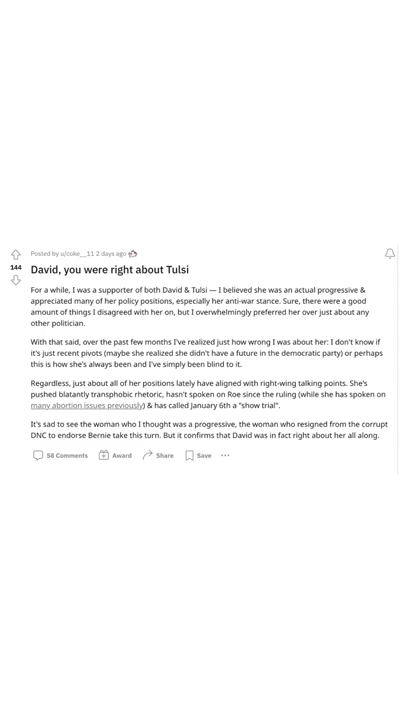 Posted by u/coke__11 2 days ago
144
David, you were right about Tulsi
For a while, I was a supporter of both David & Tulsi — I believed she was an actual progressive &
appreciated many of her policy positions, especially her anti-war stance. Sure, there were a good
amount of things I disagreed with her on, but I overwhelmingly preferred her over just about any
other politician.
With that said, over the past few months I've realized just how wrong I was about her: I don't know if
it's just recent pivots (maybe she realized she didn't have a future in the democratic party) or perhaps
this is how she's always been and I've simply been blind to it.
Regardless, just about all of her positions lately have aligned with right-wing talking points. She's
pushed blatantly transphobic rhetoric, hasn't spoken on Roe since the ruling (while she has spoken on
many abortion issues previously) & has called January 6th a "show trial".
It's sad to see the woman who I thought was a progressive, the woman who resigned from the corrupt
DNC to endorse Bernie take this turn. But it confirms that David was in fact right about her all along.
58 Comments Award Share Save